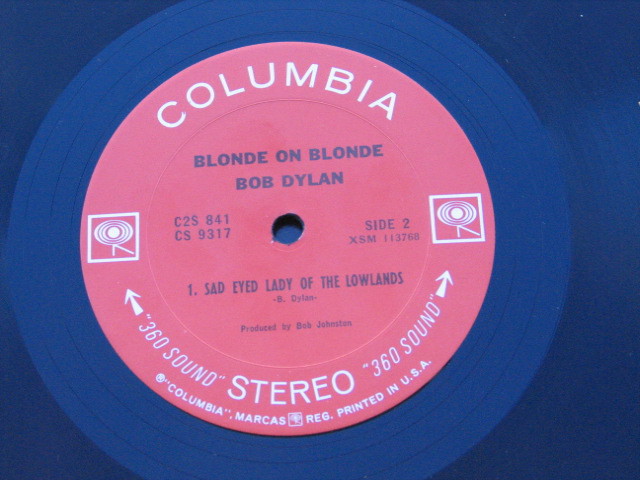 COLUMBIA
BLONDE ON BLONDE
BOB DYLAN
C2S 841
CS 9317
SIDE 2
XSM 113768
1. SAD EYED LADY OF THE LOWLANDS
-B. Dylan-
Produced by Bob Johnston
"360 SOUND" STEREO "360 SOUND"
®"COLUMBIA", MARCAS REG. PRINTED IN U.S.A.